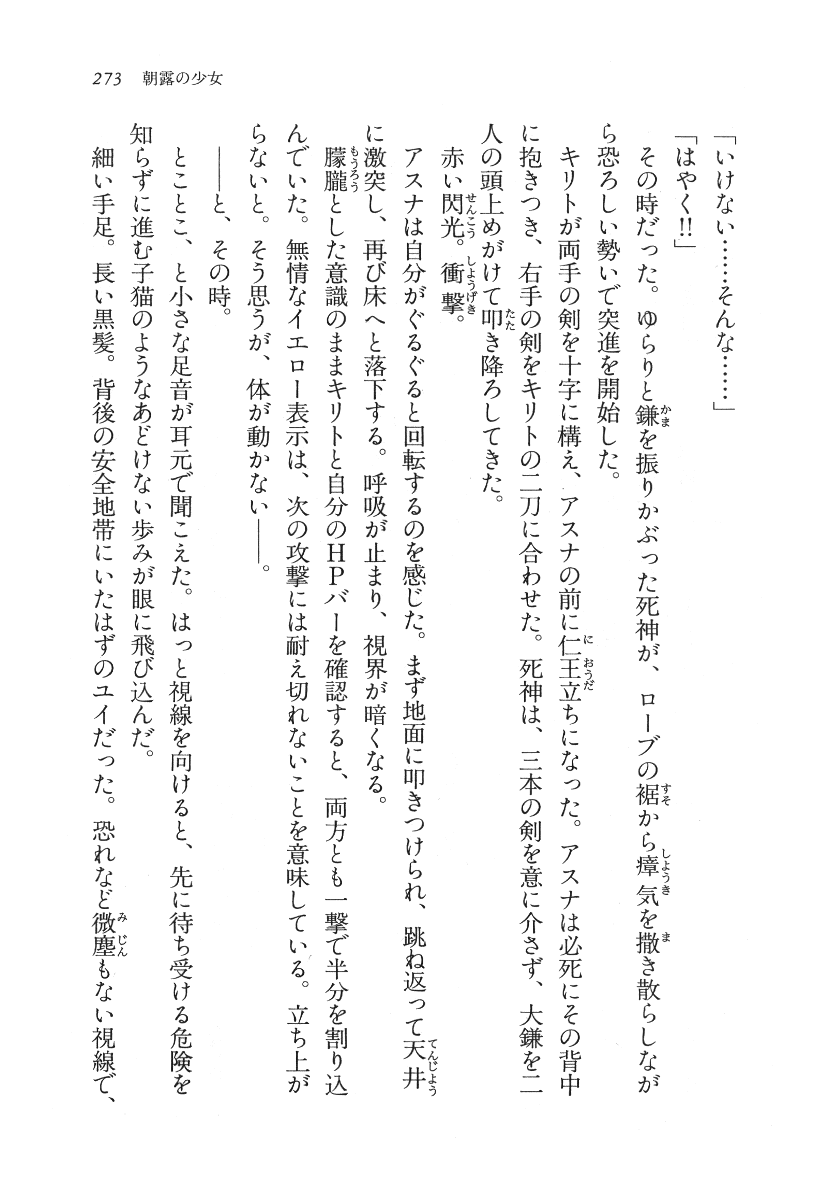 273 朝露の少女
「いけない……そんな……」
「はやく!!」
その時だった。ゆらりと鎌を振りかぶった死神が、ローブの裾から瘴気を撒き散らしなが
ら恐ろしい勢いで突進を開始した。
キリトが両手の剣を十字に構え、アスナの前に仁王立ちになった。アスナは必死にその背中
に抱きつき、右手の剣をキリトの二刀に合わせた。死神は、三本の剣を意に介さず、大鎌を二
人の頭上めがけて叩き降ろしてきた。
赤い閃光。衝撃。
アスナは自分がぐるぐると回転するのを感じた。まず地面に叩きつけられ、跳ね返って天井
に激突し、再び床へと落下する。呼吸が止まり、視界が暗くなる。
朦朧とした意識のままキリトと自分のHPバーを確認すると、両方とも一撃で半分を割り込
んでいた。無情なイエロー表示は、次の攻撃には耐え切れないことを意味している。立ち上が
らないと。そう思うが、体が動かない――。
――と、その時。
とことこ、と小さな足音が耳元で聞こえた。はっと視線を向けると、先に待ち受ける危険を
知らずに進む子猫のようなあどけない歩みが眼に飛び込んだ。
細い手足。長い黒髪。背後の安全地帯にいたはずのユイだった。恐れなど微塵もない視線で、